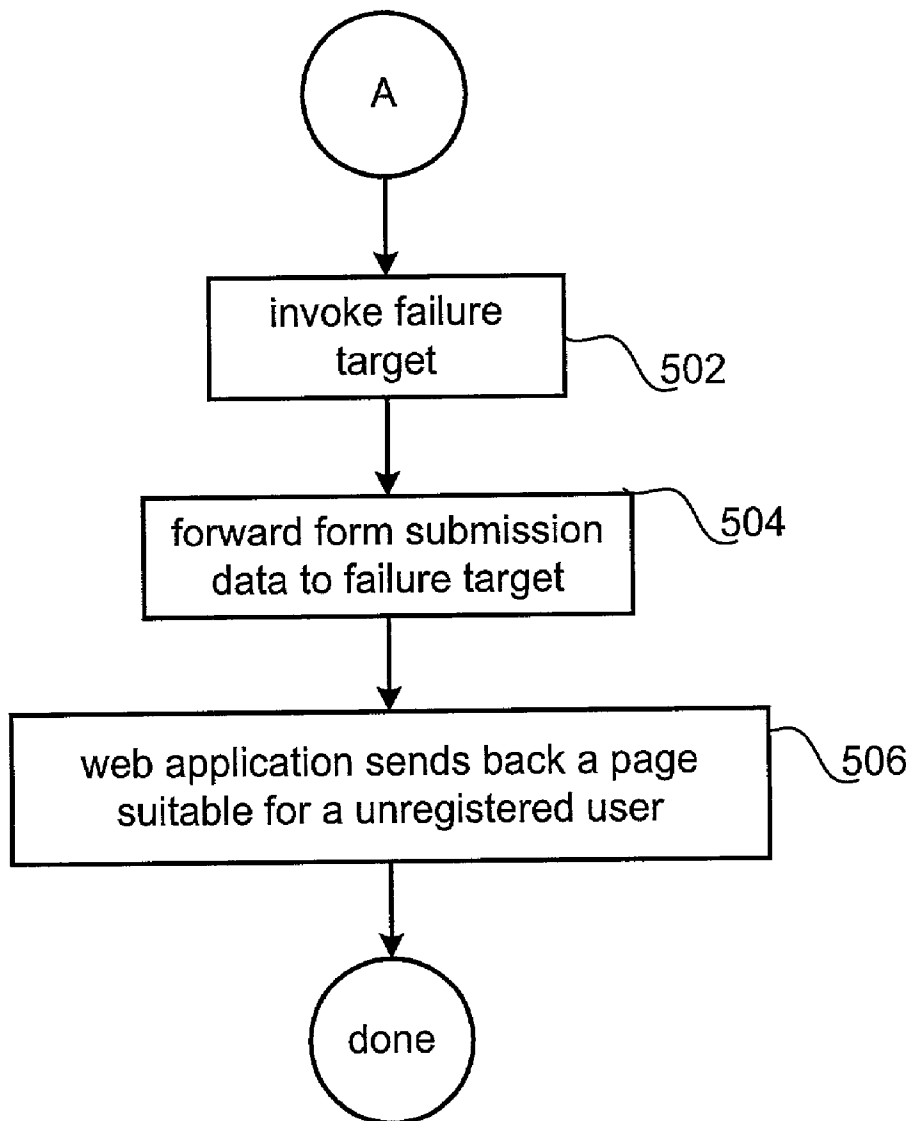 A
invoke failure
target
502
forward form submission
data to failure target
504
web application sends back a page
suitable for a unregistered user
506
done